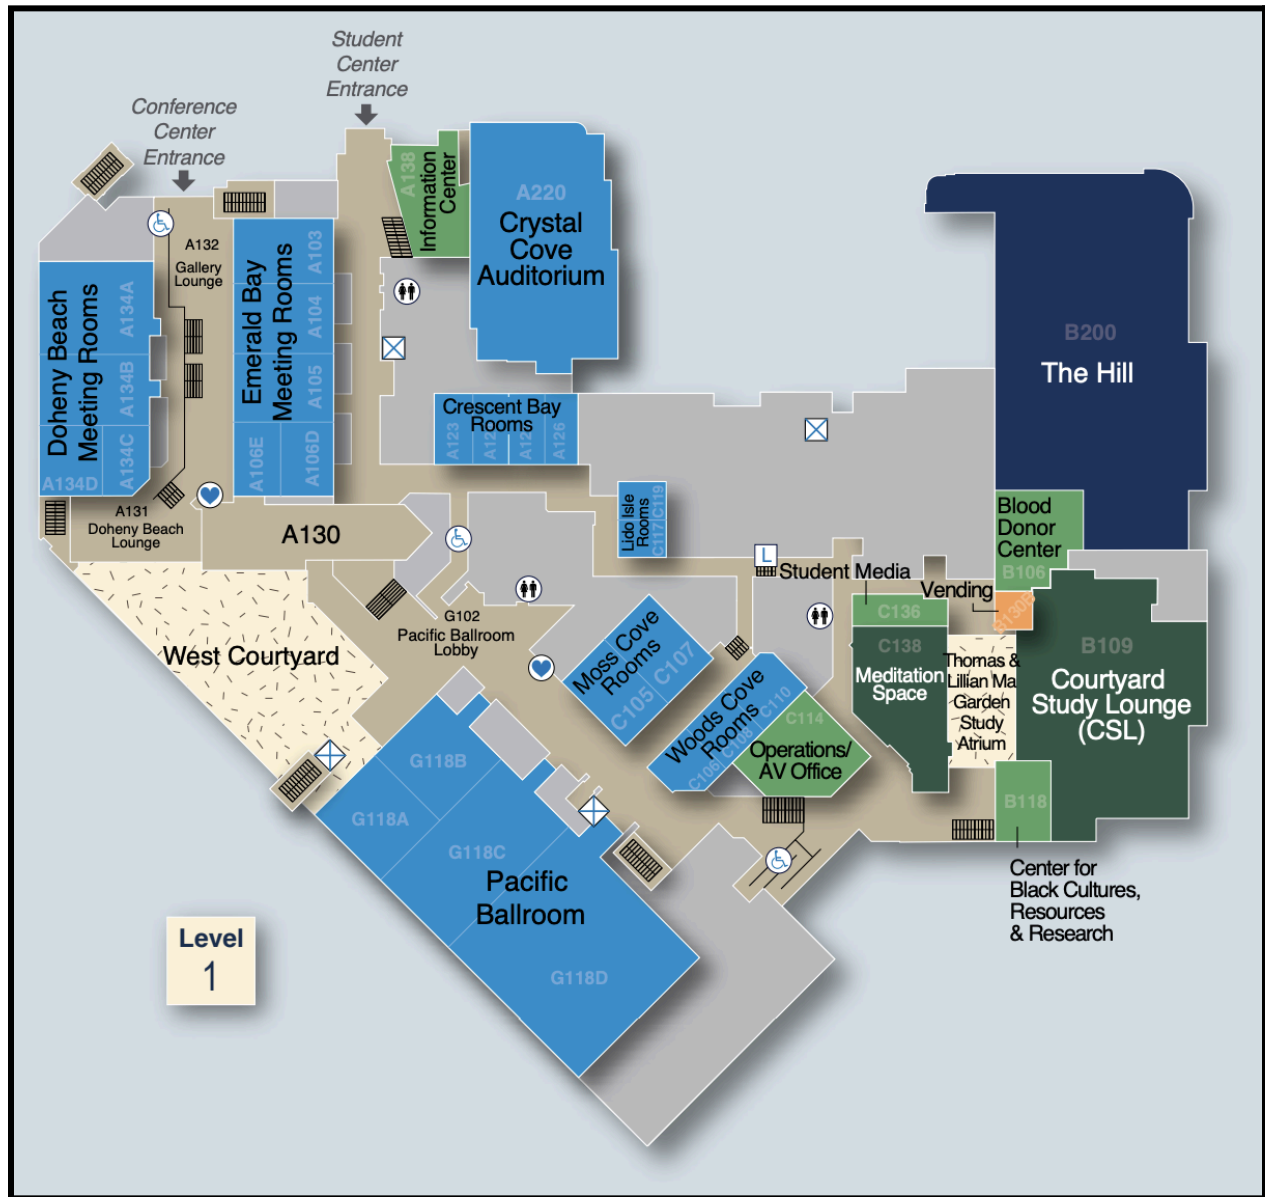 Student
Center
Entrance
Conference
Center
Entrance
A138
Information
Center
A220
Crystal
Cove
Auditorium
A132
Gallery
Lounge
Doheny Beach
Meeting Rooms
A134A
A134B
A134C
A134D
Emerald Bay
Meeting Rooms
A103
A104
A105
A106D
A106E
B200
The Hill
Crescent Bay
Rooms
A123
A126
Lido Isle
Rooms
C117
C119
A131
Doheny Beach
Lounge
A130
Blood
Donor
Center
B106
L
Student Media
Vending
B130B
C136
G102
Pacific Ballroom
Lobby
West Courtyard
Moss Cove
Rooms
C105
C107
C138
Meditation
Space
Thomas &
Lillian Ma
Garden
Study
Atrium
B109
Courtyard
Study Lounge
(CSL)
Woods Cove
Rooms
C106
C108
C110
C114
Operations/
AV Office
G118B
G118A
G118C
Pacific
Ballroom
G118D
B118
Center for
Black Cultures,
Resources
& Research
Level
1